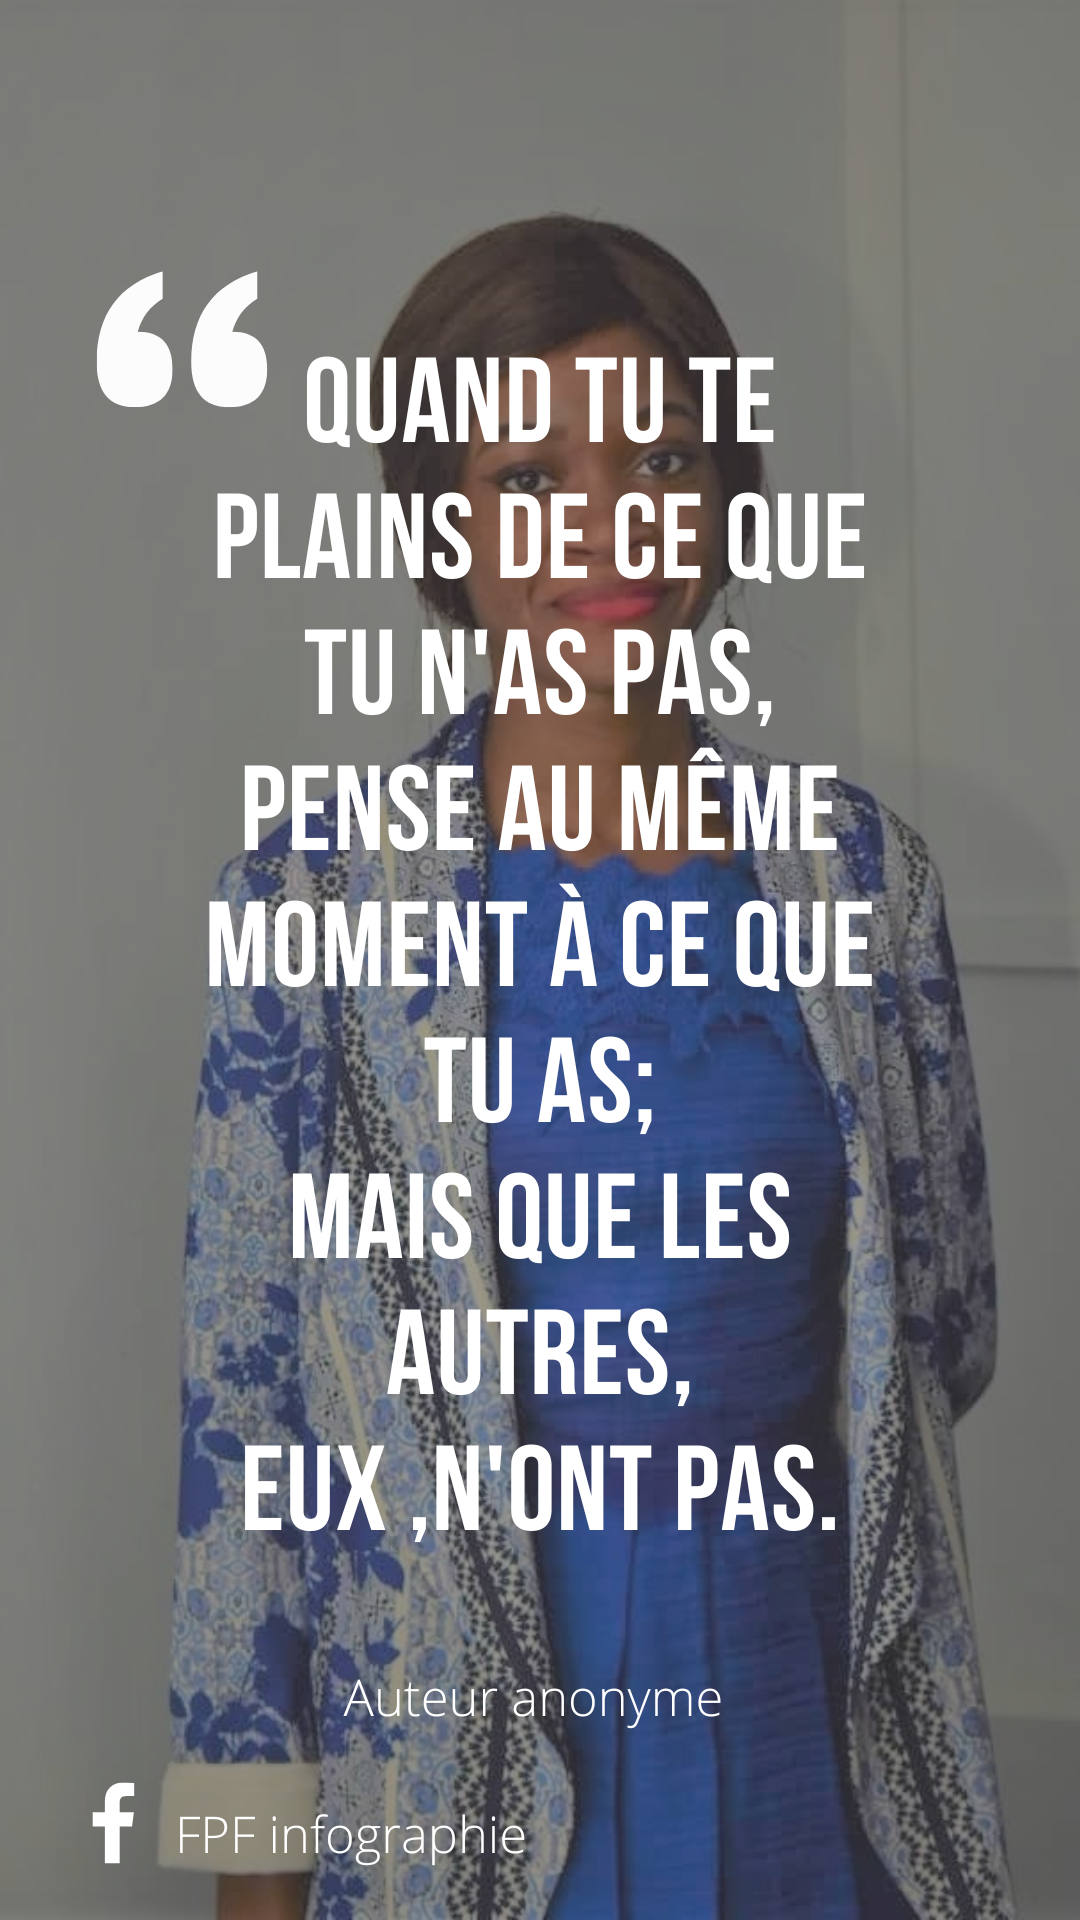 QUAND TU TE
PLAINS DE CE QUE
TU N'AS PAS,
PENSE AU MÊME
MOMENT À CE QUE
TU AS;
MAIS QUE LES
AUTRES,
EUX ,N'ONT PAS.
Auteur anonyme
FPF infographie